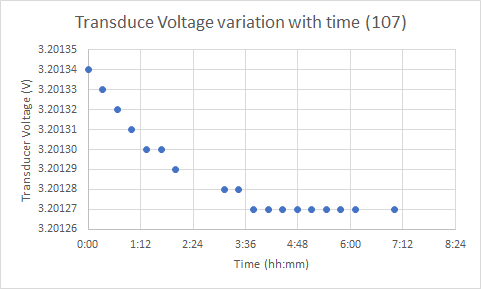 Transduce Voltage variation with time (107)
3.20135
3.20134
3.20133
3.20132
3.20131
3.20130
3.20129
3.20128
3.20127
3.20126
Transducer Voltage (V)
0:00 1:12 2:24 3:36 4:48 6:00 7:12 8:24
Time (hh:mm)